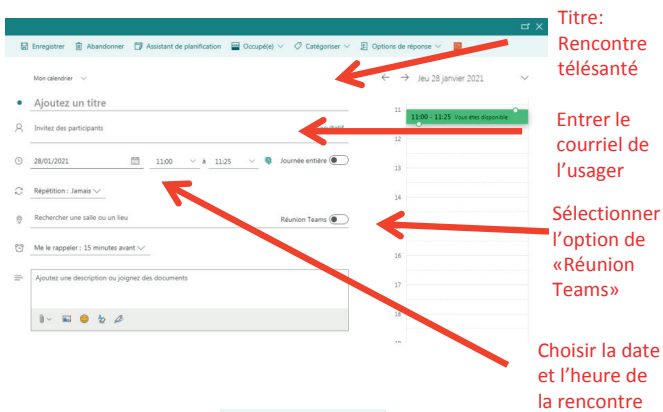 Enregistrer Abandonner Assistant de planification Occupé(e) Catégoriser Options de réponse
Mon calendrier
Jeu 28 janvier 2021
Ajoutez un titre
Invitez des participants
28/01/2021 11:00 à 11:25 Journée entière
Répétition : Jamais
Rechercher une salle ou un lieu Réunion Teams
Me le rappeler : 15 minutes avant
Ajoutez une description ou joignez des documents
11
11:00 - 11:25 Vous êtes disponible
12
13
14
16
17
18
Titre:
Rencontre
télésanté
Entrer le
courriel de
l’usager
Sélectionner
l’option de
«Réunion
Teams»
Choisir la date
et l’heure de
la rencontre